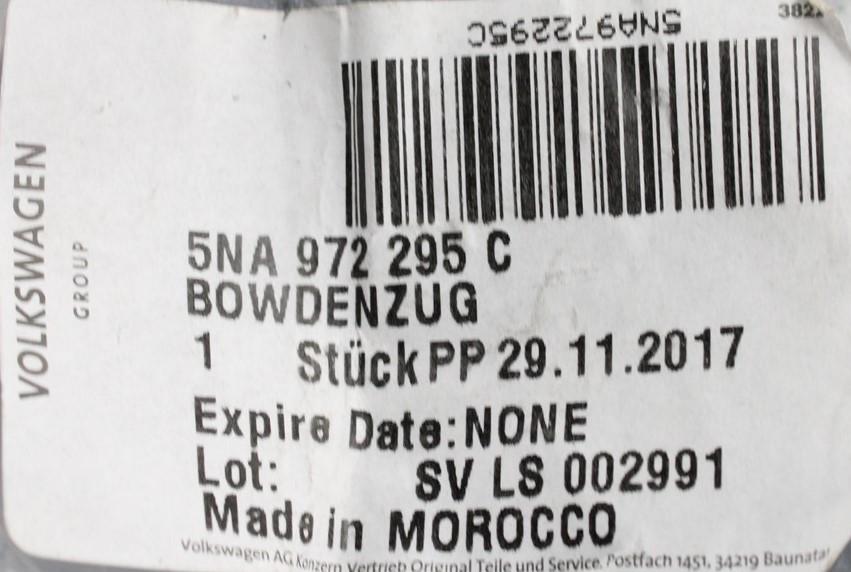 382
5NA972295C
VOLKSWAGEN
GROUP
5NA 972 295 C
BOWDENZUG
1 Stück PP 29.11.2017
Expire Date:NONE
Lot: SV LS 002991
Made in MOROCCO
Volkswagen AG Konzern Vertrieb Original Teile und Service. Postfach 1451, 34219 Baunatal